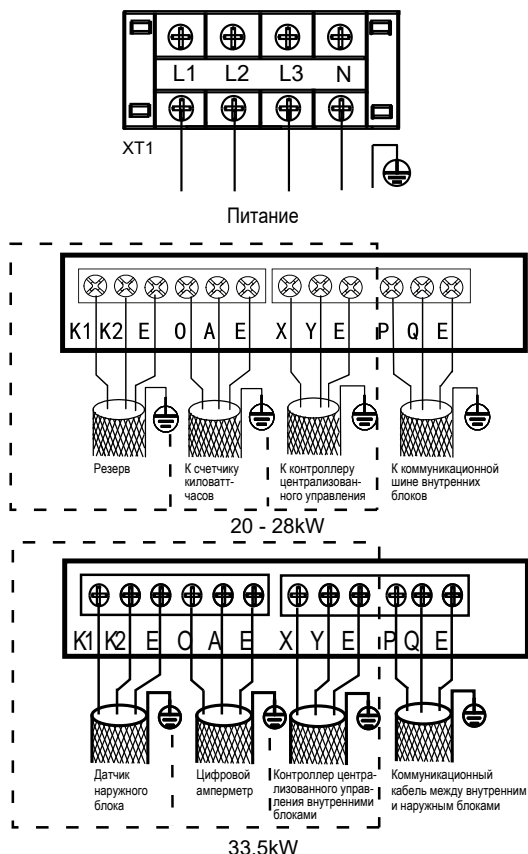 L1 L2 L3 N
XT1
Питание
K1 K2 E O A E X Y E P Q E
Резерв
К счетчику
киловатт-
часов
К контроллеру
централизован-
ного управления
К коммуникационной
шине внутренних
блоков
20 - 28kW
K1 K2 E O A E X Y E P Q E
Датчик
наружного
блока
Цифровой
амперметр
Контроллер центра-
лизованного управ-
ления внутренними
блоками
Коммуникационный
кабель между внутренним
и наружным блоками
33.5kW